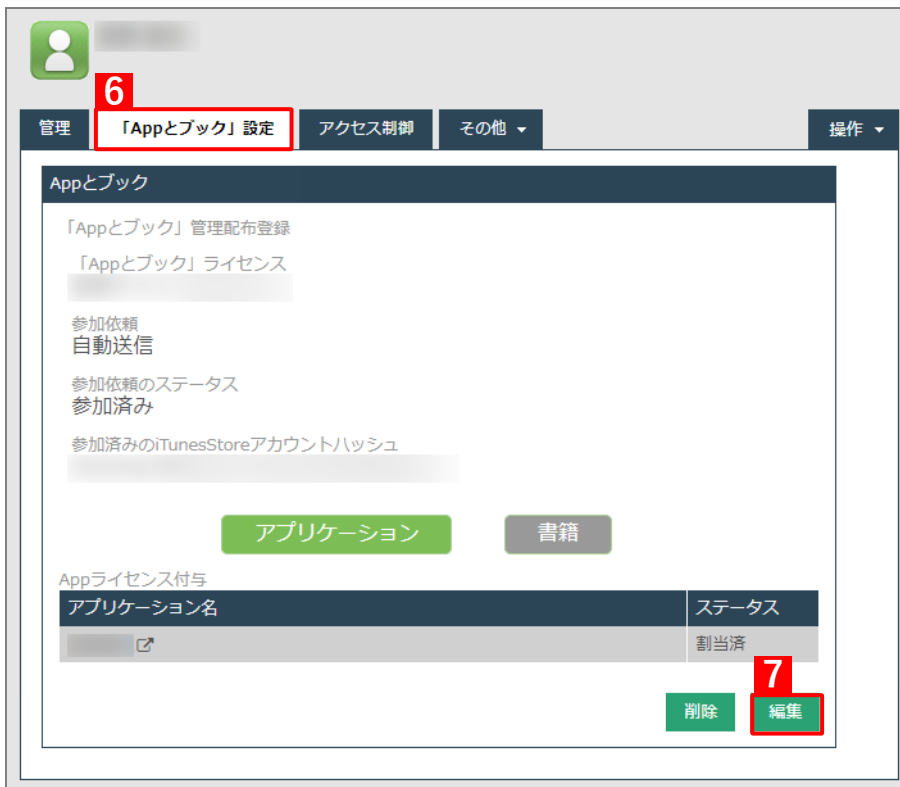 6
管理
「Appとブック」設定
アクセス制御
その他
操作
Appとブック
「Appとブック」管理配布登録
「Appとブック」ライセンス
参加依頼
自動送信
参加依頼のステータス
参加済み
参加済みのiTunesStoreアカウントハッシュ
アプリケーション
書籍
Appライセンス付与
アプリケーション名 ステータス
割当済
7
削除
編集